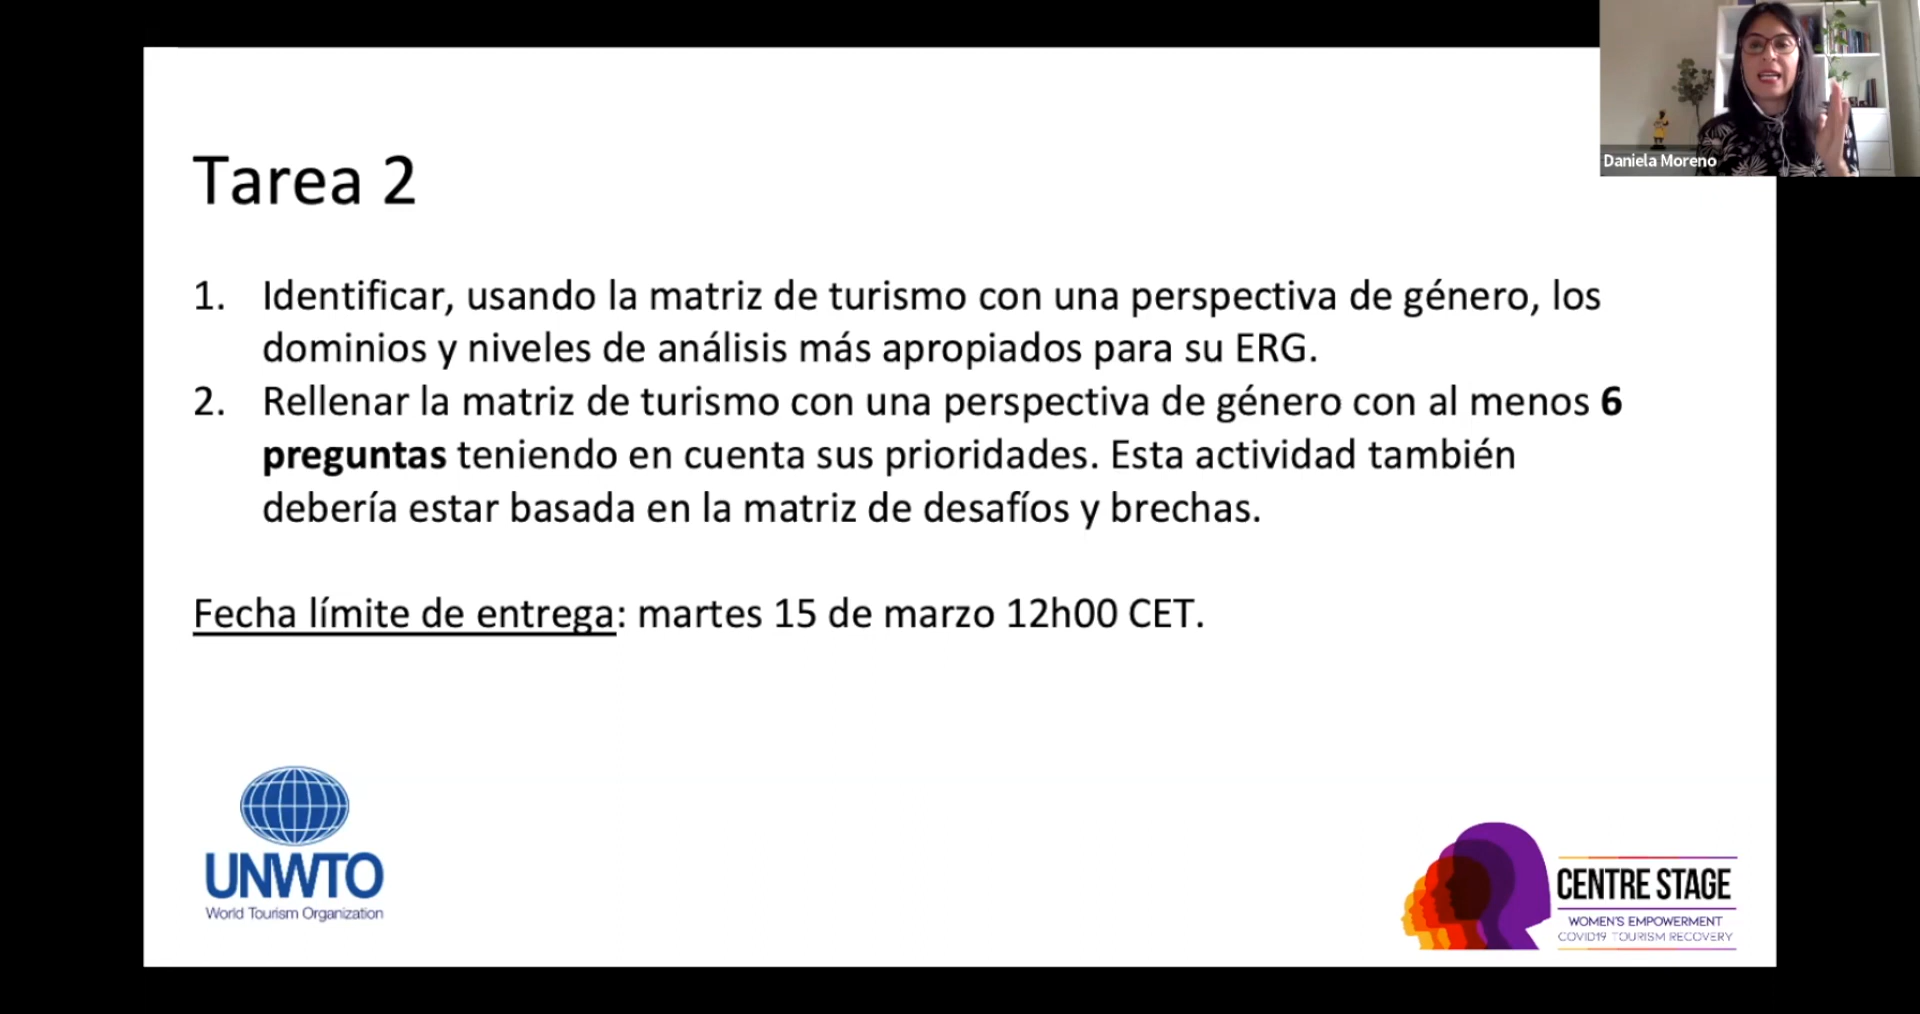 Daniela Moreno
Tarea 2
1. Identificar, usando la matriz de turismo con una perspectiva de género, los
dominios y niveles de análisis más apropiados para su ERG.
2. Rellenar la matriz de turismo con una perspectiva de género con al menos 6
preguntas teniendo en cuenta sus prioridades. Esta actividad también
debería estar basada en la matriz de desafíos y brechas.
Fecha límite de entrega: martes 15 de marzo 12h00 CET.
UNWTO
World Tourism Organization
CENTRE STAGE
WOMEN'S EMPOWERMENT
COVID19 TOURISM RECOVERY